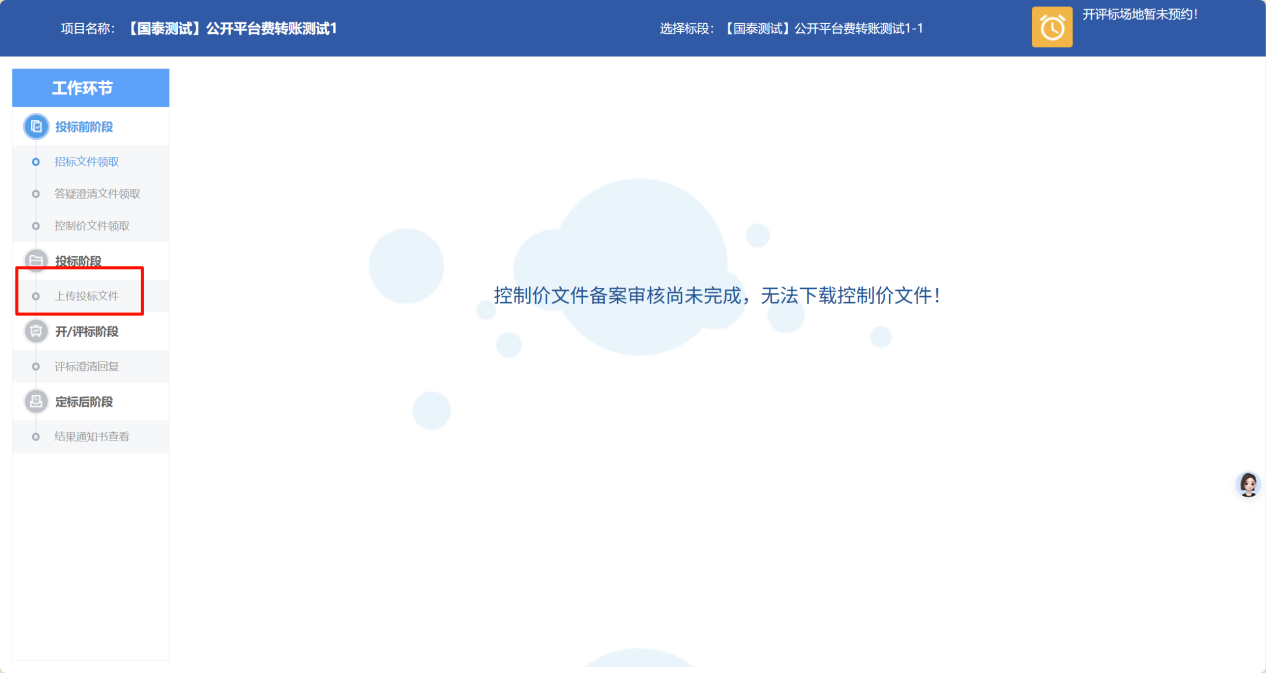 项目名称： 【国泰测试】公开平台费转账测试1
选择标段： 【国泰测试】公开平台费转账测试1-1
开评标场地暂未预约！
工作环节
投标前阶段
招标文件领取
答疑澄清文件领取
控制价文件领取
投标阶段
上传投标文件
开/评标阶段
评标澄清回复
定标后阶段
结果通知书查看
控制价文件备案审核尚未完成，无法下载控制价文件！